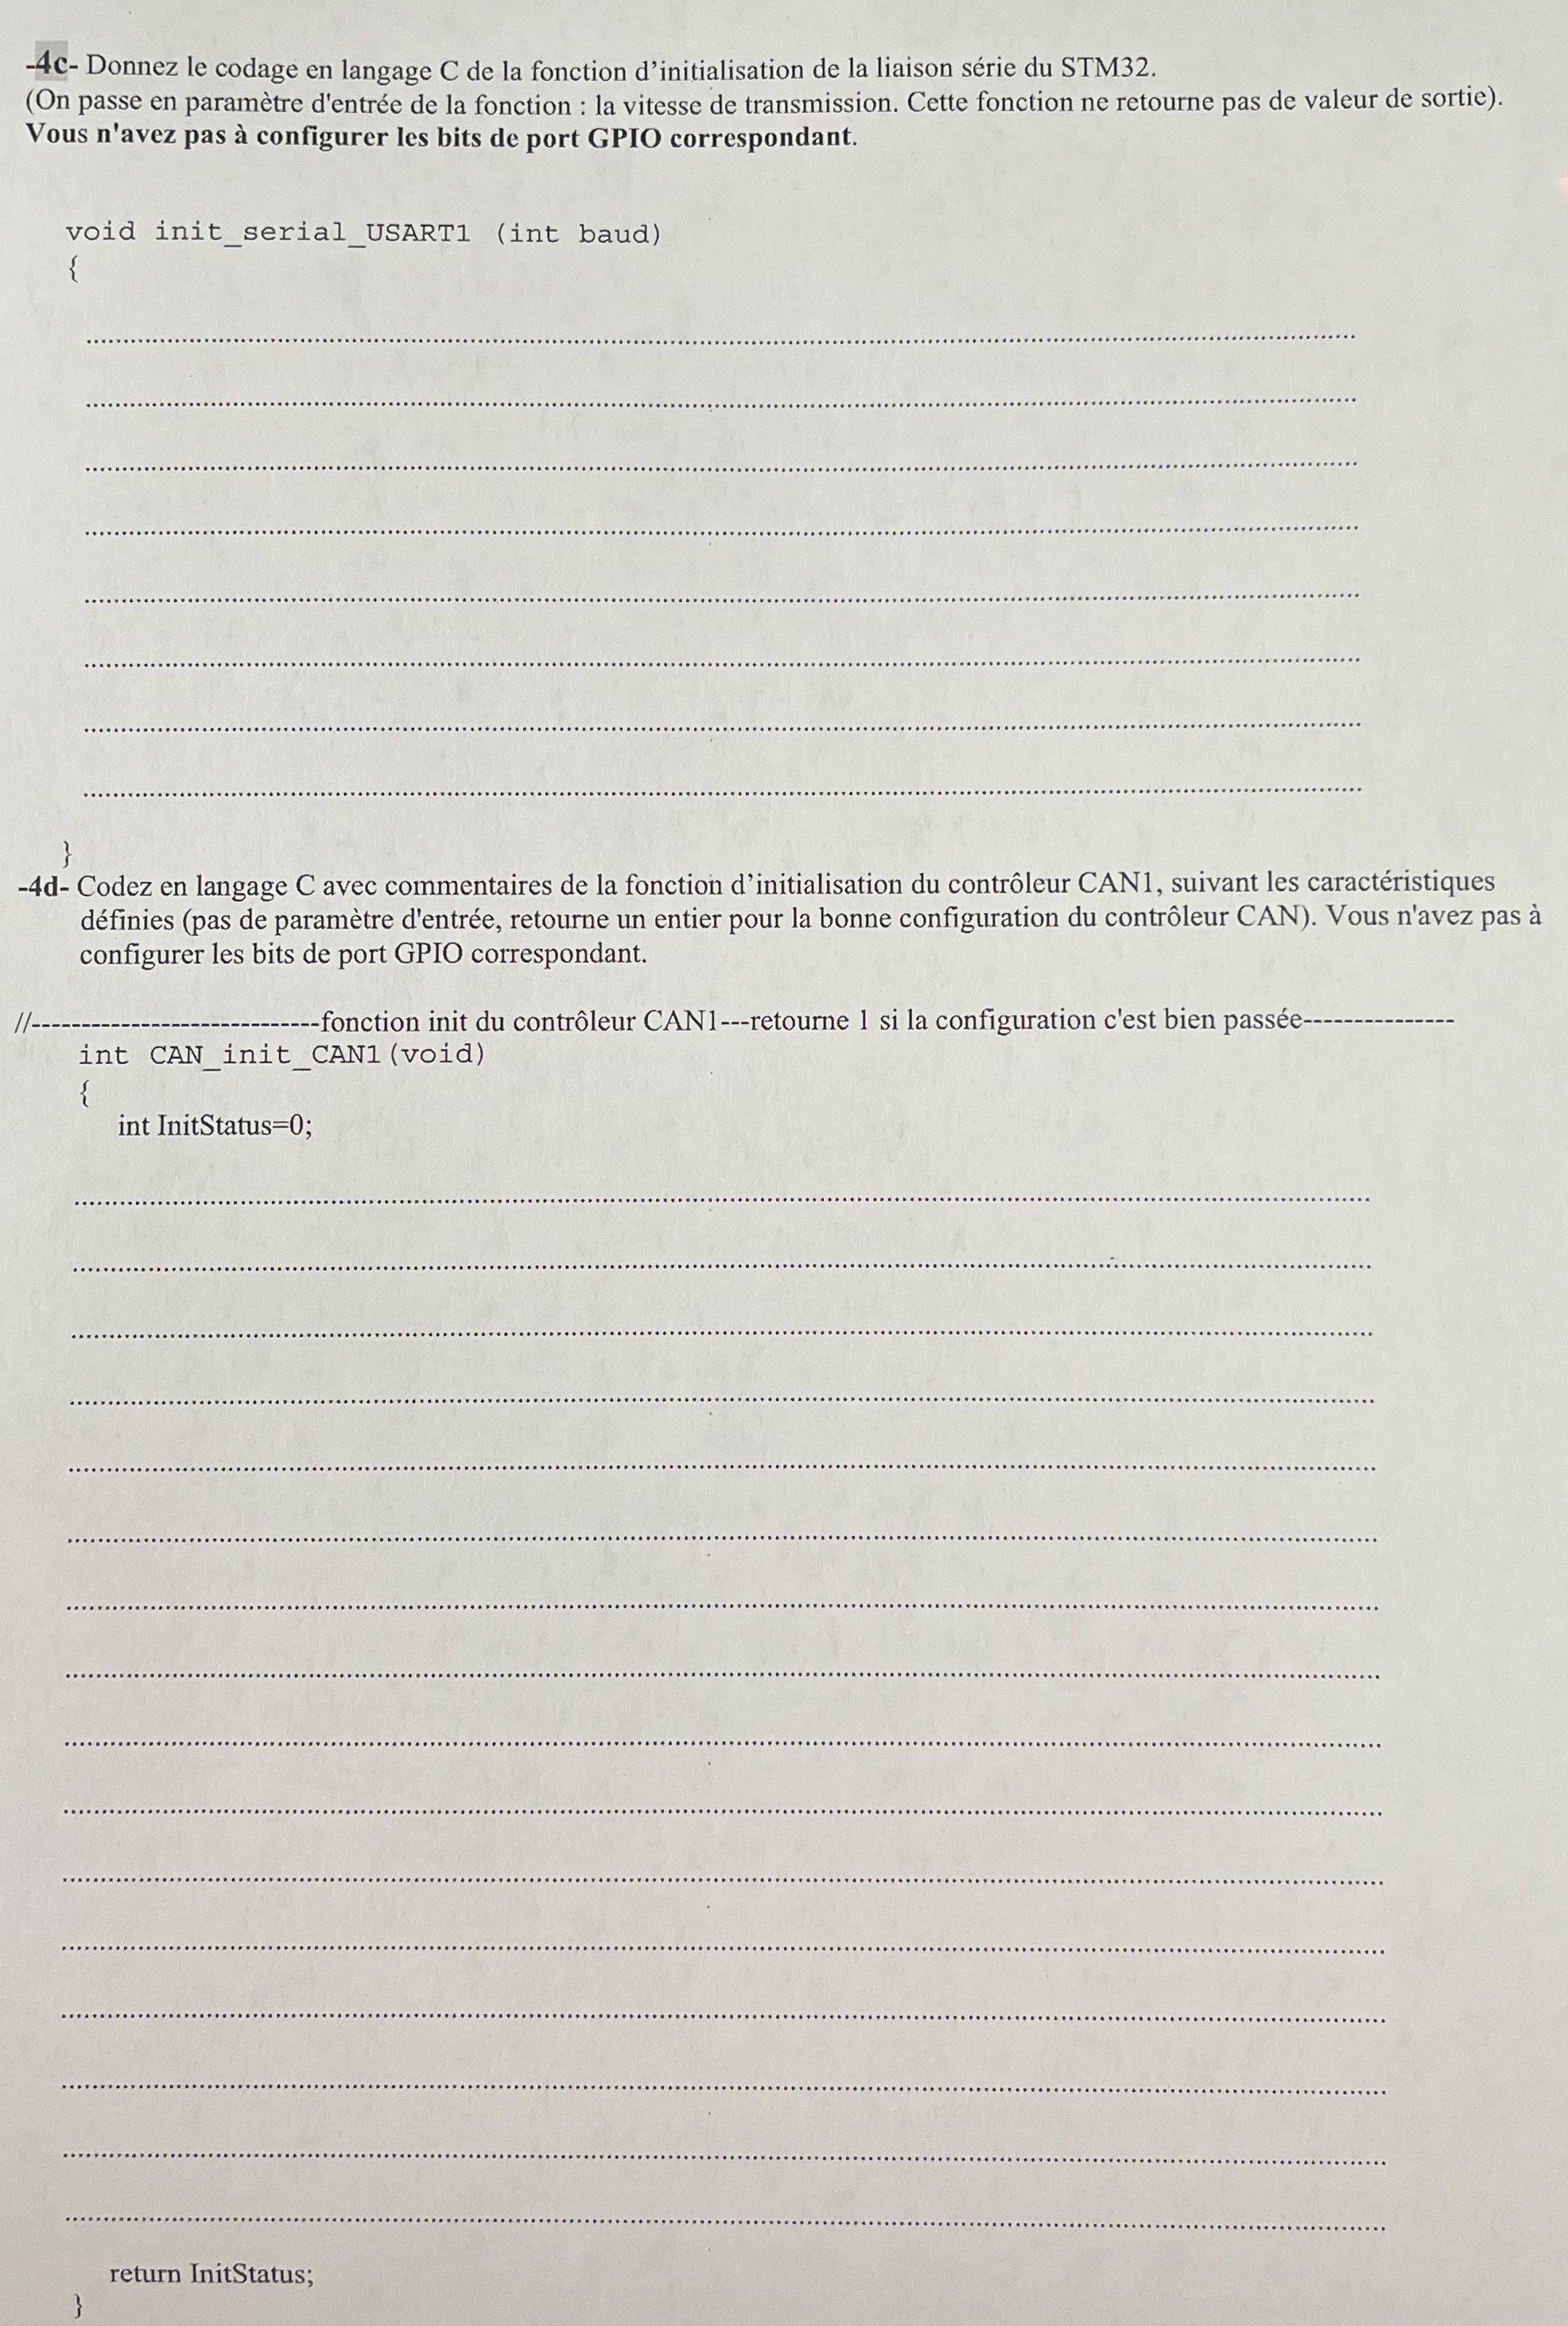 -4c- Donnez le codage en langage C de la fonction d’initialisation de la liaison série du STM32.
(On passe en paramètre d'entrée de la fonction : la vitesse de transmission. Cette fonction ne retourne pas de valeur de sortie).
Vous n'avez pas à configurer les bits de port GPIO correspondant.
void init_serial_USART1 (int baud)
{
}
-4d- Codez en langage C avec commentaires de la fonction d’initialisation du contrôleur CAN1, suivant les caractéristiques
définies (pas de paramètre d'entrée, retourne un entier pour la bonne configuration du contrôleur CAN). Vous n'avez pas à
configurer les bits de port GPIO correspondant.
//-----------------------------fonction init du contrôleur CAN1---retourne 1 si la configuration c'est bien passée---------------
int CAN_init_CAN1(void)
{
int InitStatus=0;
return InitStatus;
}